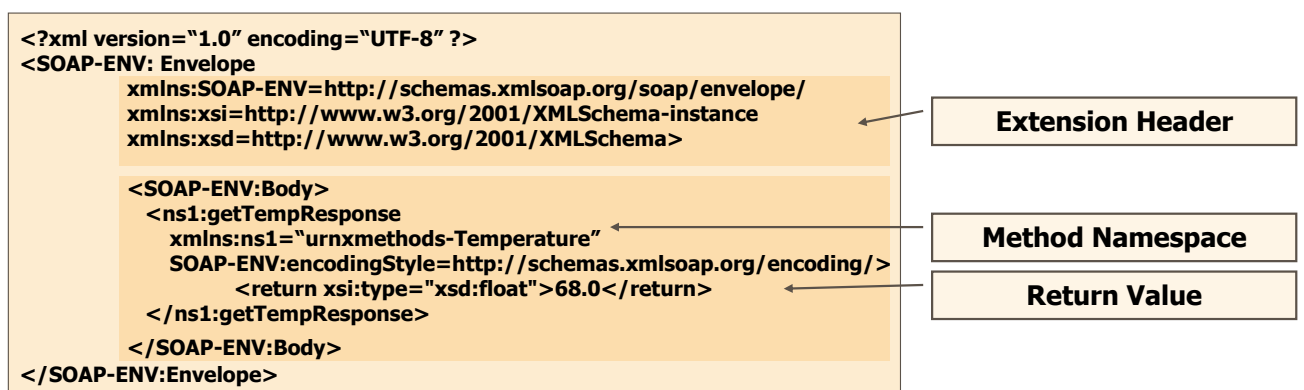 <?xml version=“1.0” encoding=“UTF-8” ?>
<SOAP-ENV: Envelope
xmlns:SOAP-ENV=http://schemas.xmlsoap.org/soap/envelope/
xmlns:xsi=http://www.w3.org/2001/XMLSchema-instance
xmlns:xsd=http://www.w3.org/2001/XMLSchema>
Extension Header
<SOAP-ENV:Body>
<ns1:getTempResponse
xmlns:ns1=“urnxmethods-Temperature”
Method Namespace
SOAP-ENV:encodingStyle=http://schemas.xmlsoap.org/encoding/>
<return xsi:type="xsd:float">68.0</return>
Return Value
</ns1:getTempResponse>
</SOAP-ENV:Body>
</SOAP-ENV:Envelope>